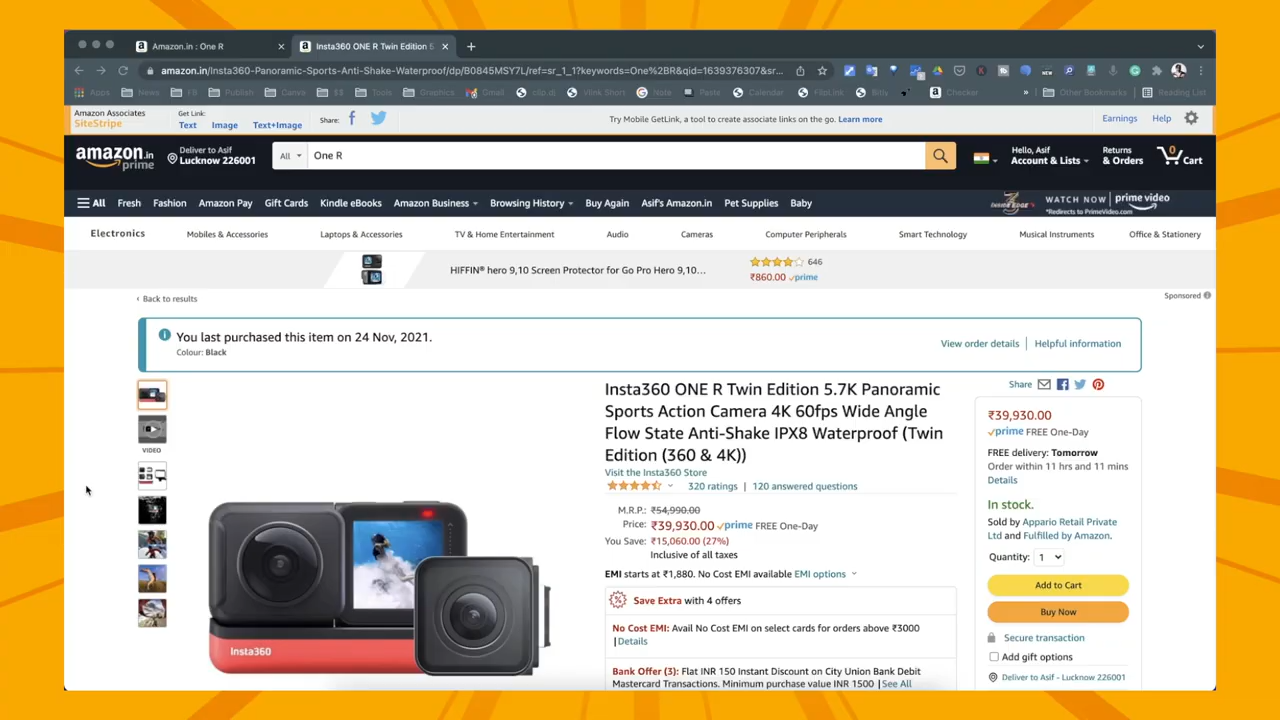 Amazon.in : One R
Insta360 ONE R Twin Edition 5
amazon.in/Insta360-Panoramic-Sports-Anti-Shake-Waterproof/dp/B0845MSY7L/ref=sr_1_1?keywords=One%2BR&qid=1639376307&sr...
Apps News FB Publish Canva $$ Tools Graphics Gmail clip.di Vlink Short Note Paste Calendar FlipLink Bitly Checker » Other Bookmarks Reading List
Amazon Associates
SiteStripe
Get Link:
Text Image Text+Image
Share:
Try Mobile GetLink, a tool to create associate links on the go. Learn more
Earnings Help
amazon.in
prime
Deliver to Asif
Lucknow 226001
All
One R
Hello, Asif
Account & Lists
Returns
& Orders
0
Cart
All Fresh Fashion Amazon Pay Gift Cards Kindle eBooks Amazon Business Browsing History Buy Again Asif's Amazon.in Pet Supplies Baby
WATCH NOW | prime video
*Redirects to PrimeVideo.com
Electronics Mobiles & Accessories Laptops & Accessories TV & Home Entertainment Audio Cameras Computer Peripherals Smart Technology Musical Instruments Office & Stationery
HIFFIN® hero 9,10 Screen Protector for Go Pro Hero 9,10...
646
₹860.00 prime
Sponsored
‹ Back to results
You last purchased this item on 24 Nov, 2021.
Colour: Black
View order details | Helpful information
VIDEO
Insta360
Insta360 ONE R Twin Edition 5.7K Panoramic
Sports Action Camera 4K 60fps Wide Angle
Flow State Anti-Shake IPX8 Waterproof (Twin
Edition (360 & 4K))
Visit the Insta360 Store
320 ratings | 120 answered questions
M.R.P.: ₹54,990.00
Price: ₹39,930.00 prime FREE One-Day
You Save: ₹15,060.00 (27%)
Inclusive of all taxes
EMI starts at ₹1,880. No Cost EMI available EMI options
Save Extra with 4 offers
No Cost EMI: Avail No Cost EMI on select cards for orders above ₹3000
|Details
Bank Offer (3): Flat INR 150 Instant Discount on City Union Bank Debit
Mastercard Transactions. Minimum purchase value INR 1500 |See All
Share
₹39,930.00
prime FREE One-Day
FREE delivery: Tomorrow
Order within 11 hrs and 11 mins
Details
In stock.
Sold by Appario Retail Private
Ltd and Fulfilled by Amazon.
Quantity: 1
Add to Cart
Buy Now
Secure transaction
Add gift options
Deliver to Asif - Lucknow 226001